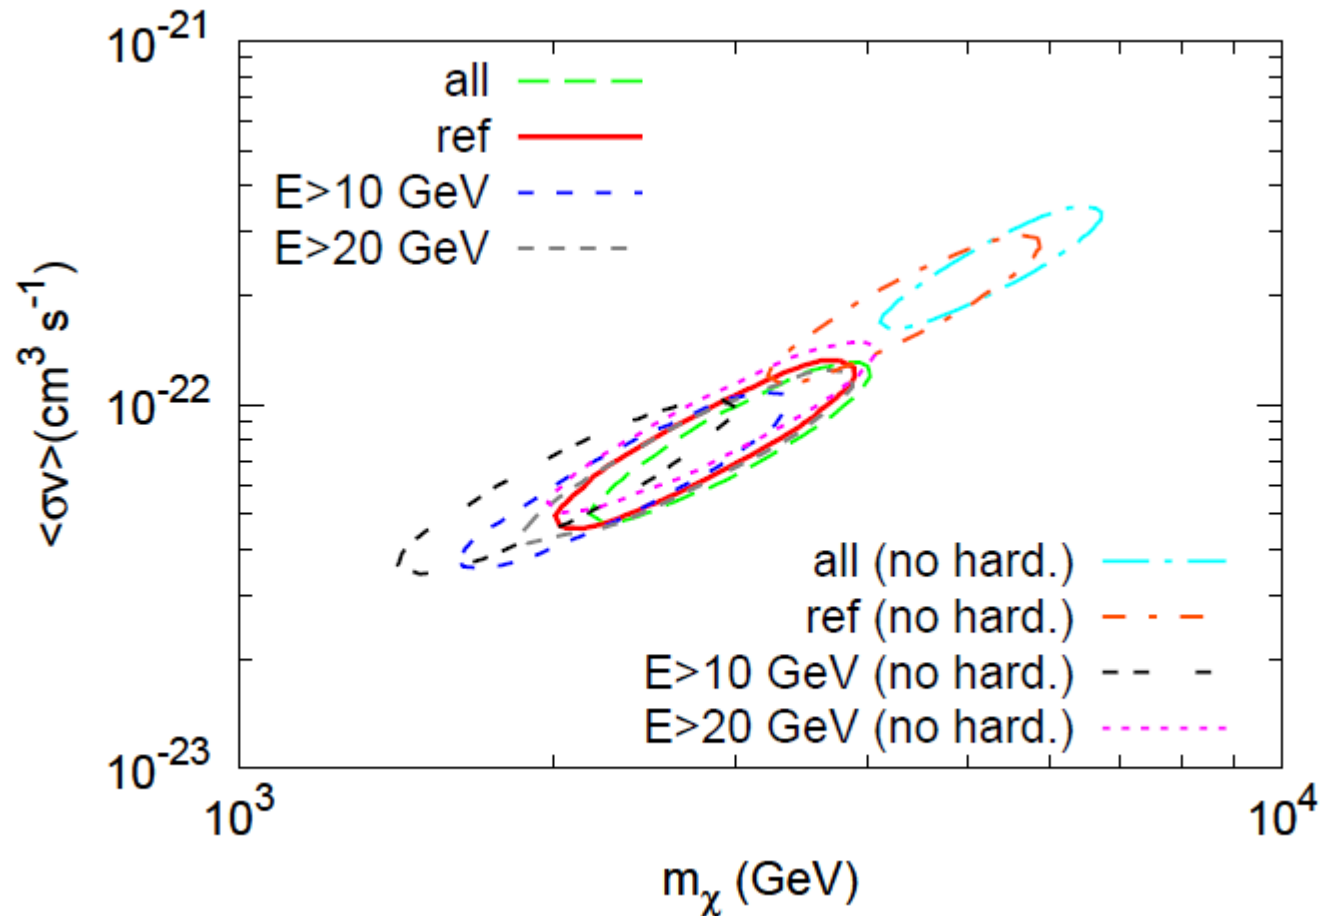 10^-21
all
ref
E>10 GeV
E>20 GeV
<σv>(cm^3 s^-1)
10^-22
all (no hard.)
ref (no hard.)
E>10 GeV (no hard.)
E>20 GeV (no hard.)
10^-23
10^3 10^4
m_χ (GeV)